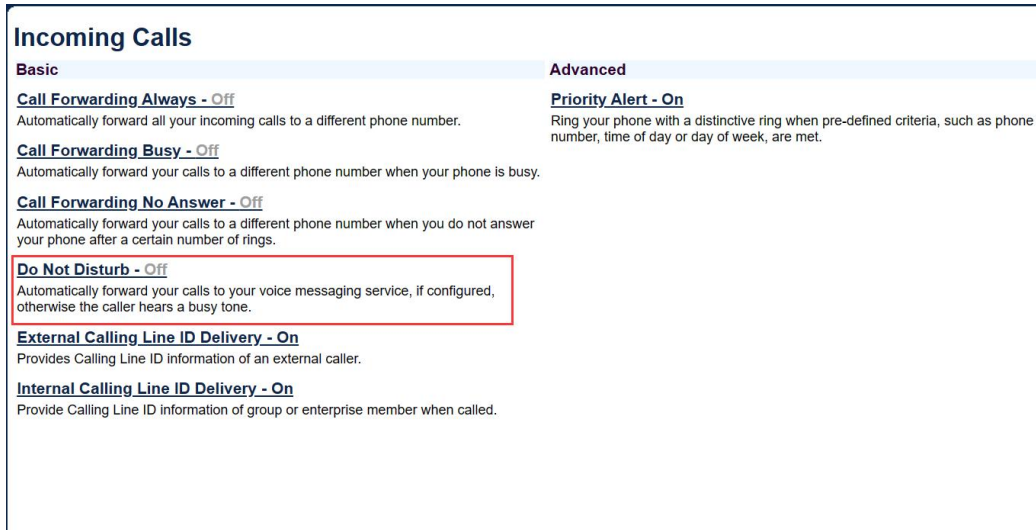 Incoming Calls
Basic
Call Forwarding Always - Off
Automatically forward all your incoming calls to a different phone number.
Call Forwarding Busy - Off
Automatically forward your calls to a different phone number when your phone is busy.
Call Forwarding No Answer - Off
Automatically forward your calls to a different phone number when you do not answer
your phone after a certain number of rings.
Do Not Disturb - Off
Automatically forward your calls to your voice messaging service, if configured,
otherwise the caller hears a busy tone.
External Calling Line ID Delivery - On
Provides Calling Line ID information of an external caller.
Internal Calling Line ID Delivery - On
Provide Calling Line ID information of group or enterprise member when called.
Advanced
Priority Alert - On
Ring your phone with a distinctive ring when pre-defined criteria, such as phone
number, time of day or day of week, are met.